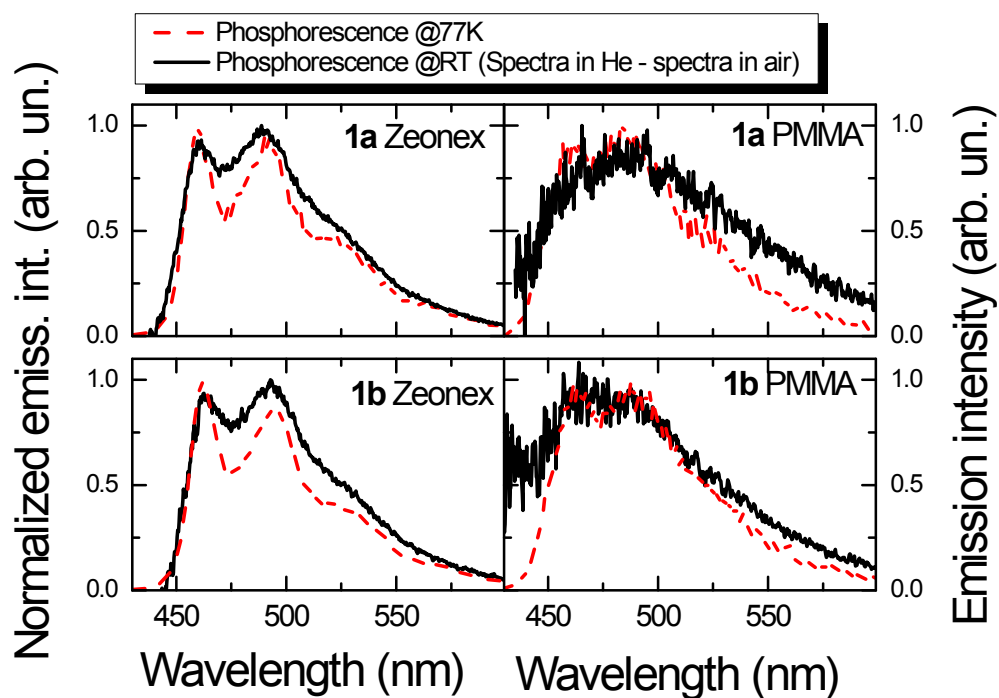 Phosphorescence @77K
Phosphorescence @RT (Spectra in He - spectra in air)
Normalized emiss. int. (arb. un.)
Emission intensity (arb. un.)
1.0
0.5
0.0
1a Zeonex
1a PMMA
1.0
0.5
0.0
1.0
0.5
0.0
1b Zeonex
1b PMMA
1.0
0.5
0.0
450 500 550
450 500 550
Wavelength (nm)
Wavelength (nm)